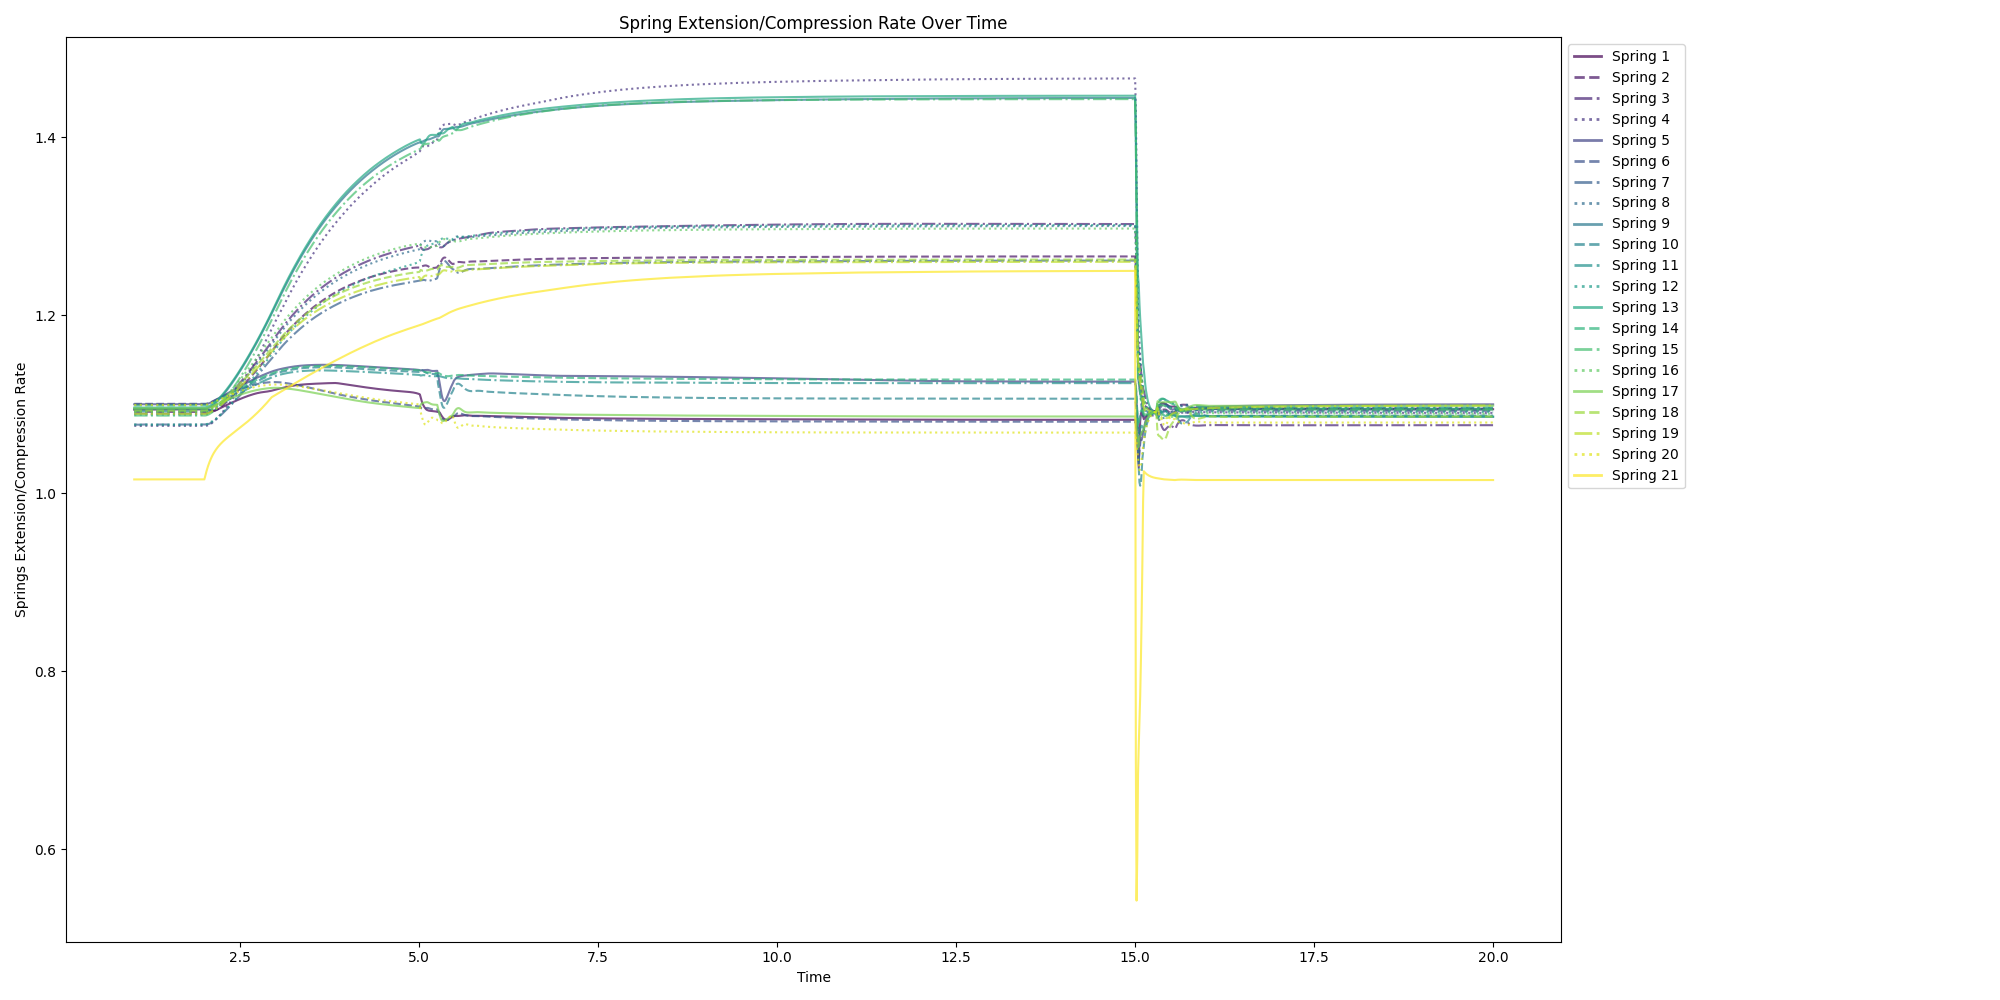 Spring Extension/Compression Rate Over Time
Springs Extension/Compression Rate
1.4
1.2
1.0
0.8
0.6
2.5
5.0
7.5
10.0
12.5
15.0
17.5
20.0
Time
Spring 1
Spring 2
Spring 3
Spring 4
Spring 5
Spring 6
Spring 7
Spring 8
Spring 9
Spring 10
Spring 11
Spring 12
Spring 13
Spring 14
Spring 15
Spring 16
Spring 17
Spring 18
Spring 19
Spring 20
Spring 21